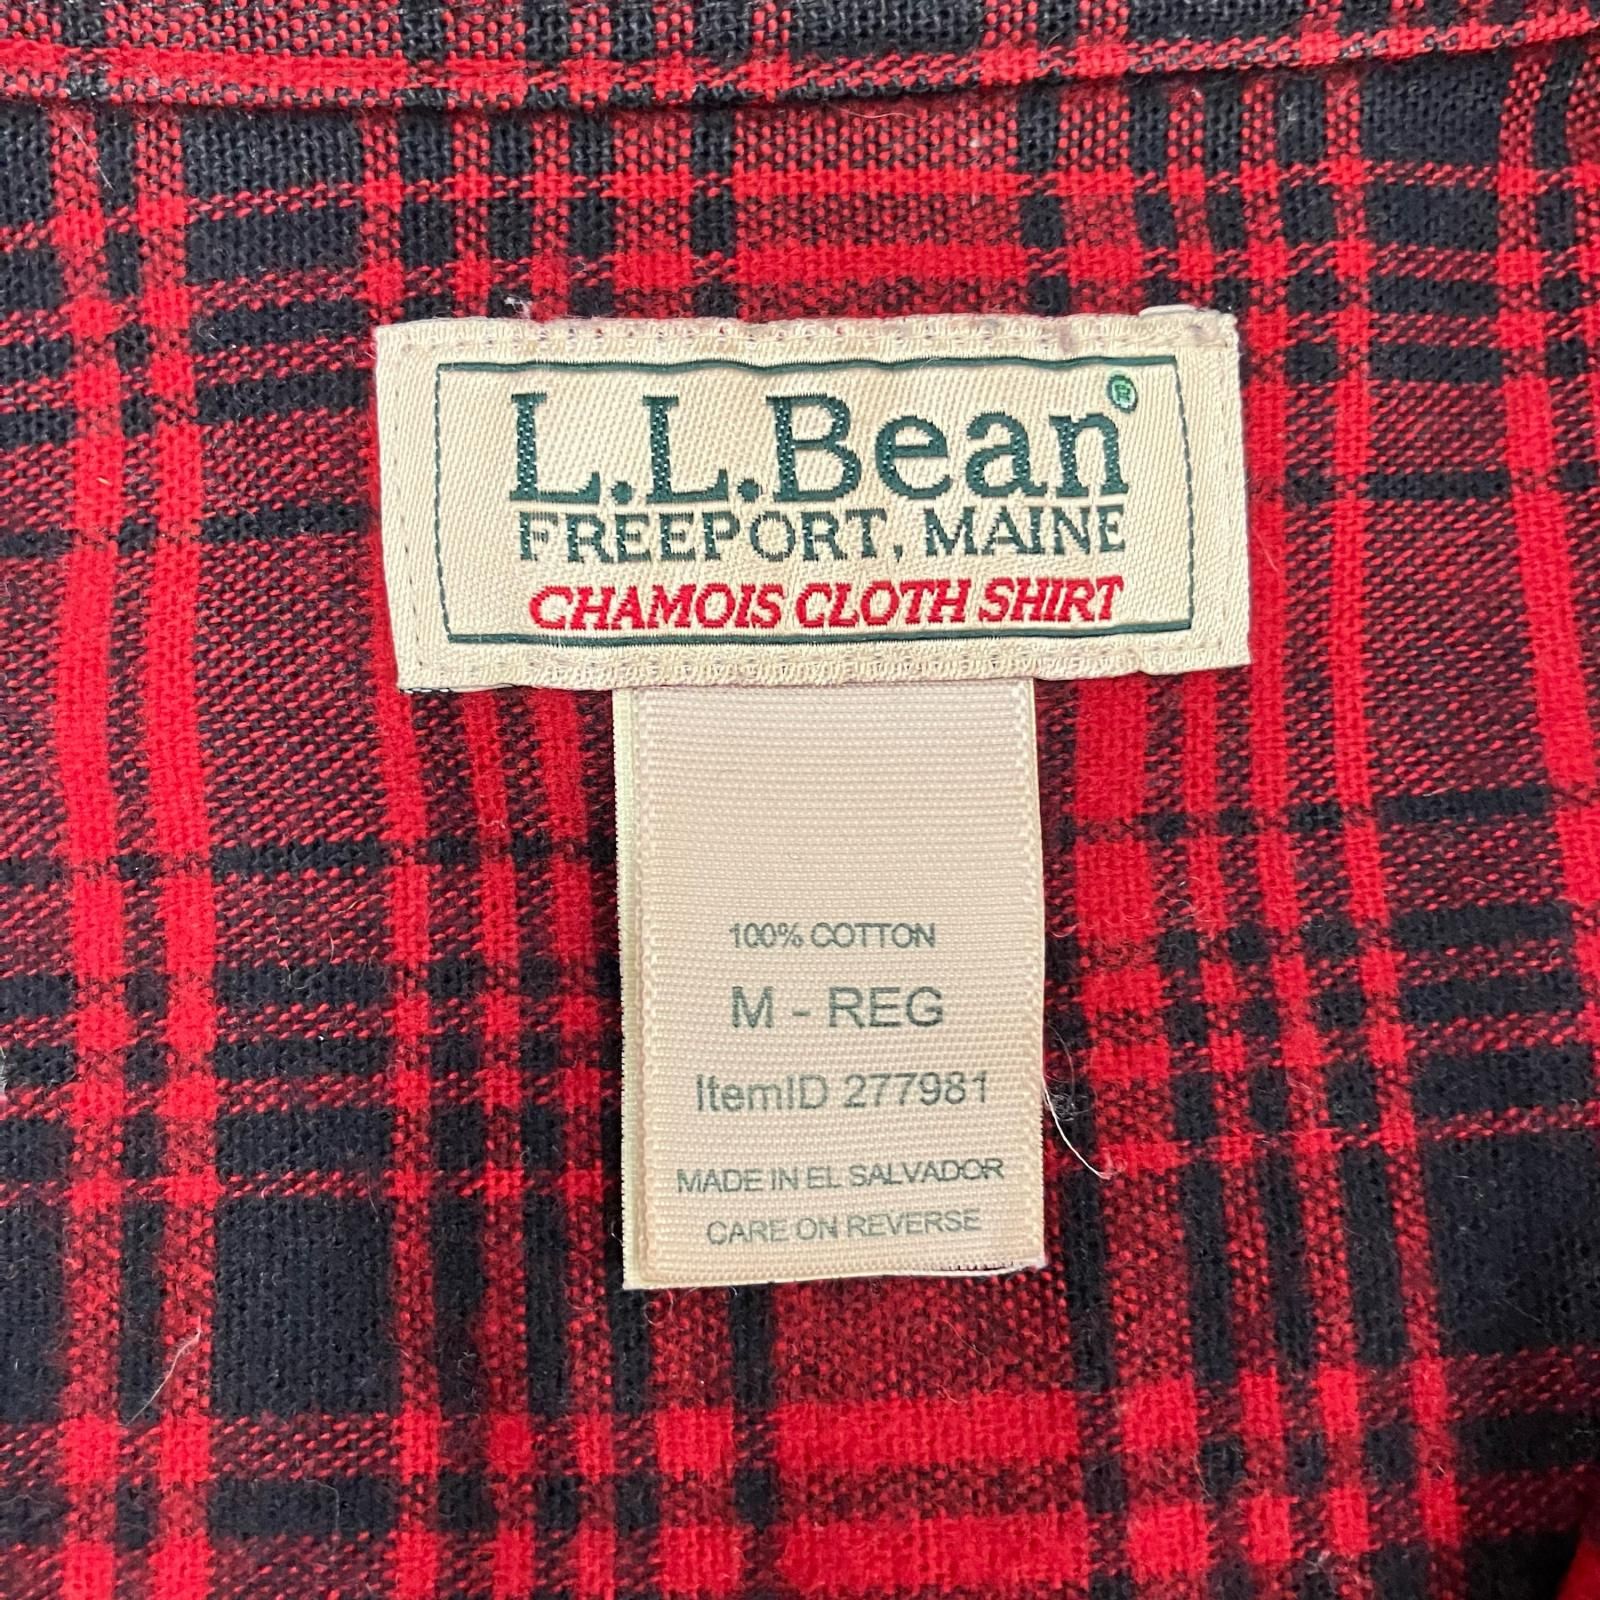 L.L.Bean®
FREEPORT, MAINE
CHAMOIS CLOTH SHIRT
100% COTTON
M - REG
ItemID 277981
MADE IN EL SALVADOR
CARE ON REVERSE